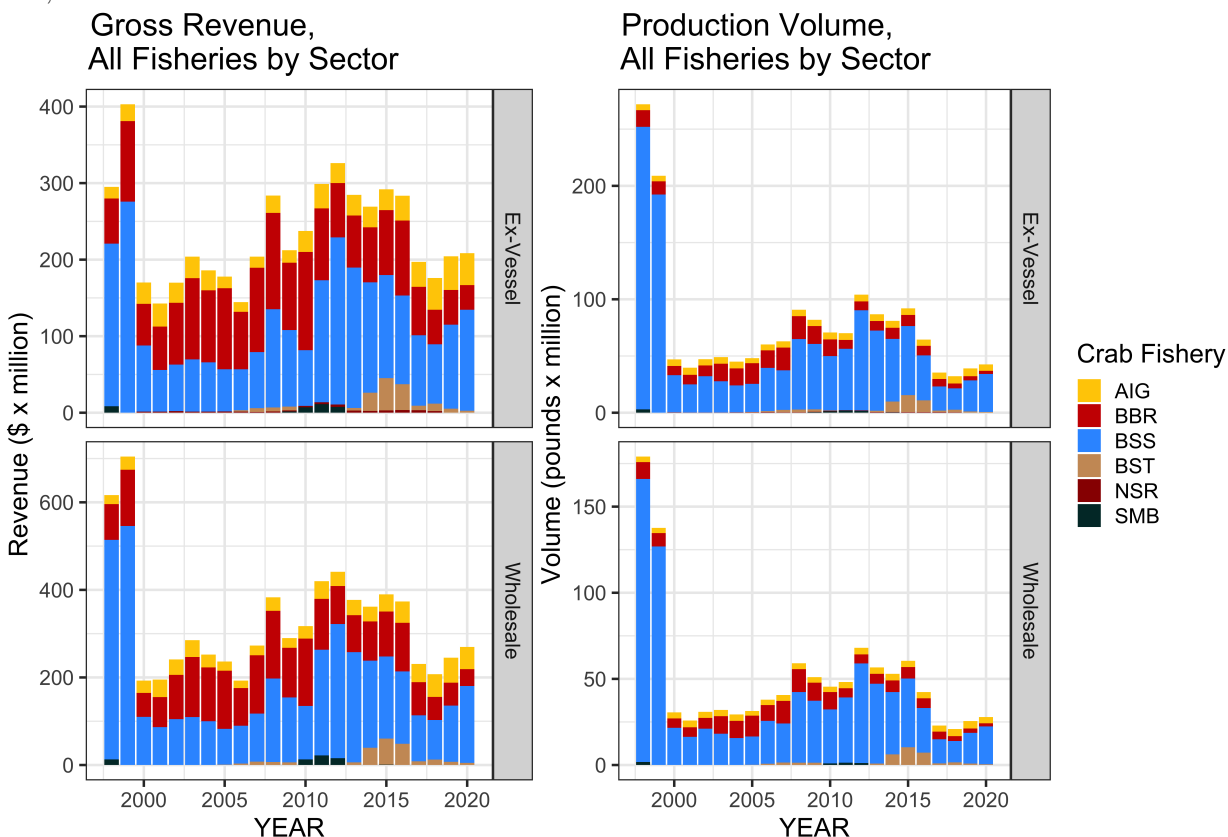 Gross Revenue,
All Fisheries by Sector
Production Volume,
All Fisheries by Sector
Revenue ($ x million)
400
300
200
100
0
Ex-Vessel
600
400
200
0
Wholesale
2000 2005 2010 2015 2020
YEAR
Volume (pounds x million)
200
100
0
Ex-Vessel
150
100
50
0
Wholesale
2000 2005 2010 2015 2020
YEAR
Crab Fishery
AIG
BBR
BSS
BST
NSR
SMB